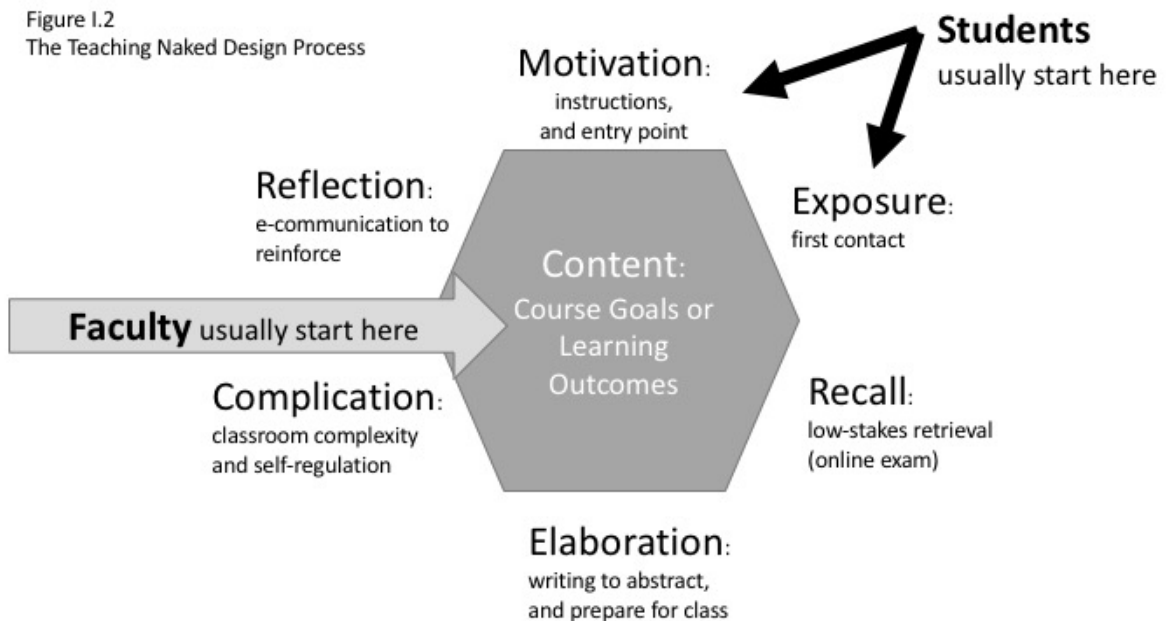 Figure I.2
The Teaching Naked Design Process
Students
usually start here
Motivation:
instructions,
and entry point
Exposure:
first contact
Reflection:
e-communication to
reinforce
Content:
Course Goals or
Learning
Outcomes
Faculty usually start here
Complication:
classroom complexity
and self-regulation
Recall:
low-stakes retrieval
(online exam)
Elaboration:
writing to abstract,
and prepare for class